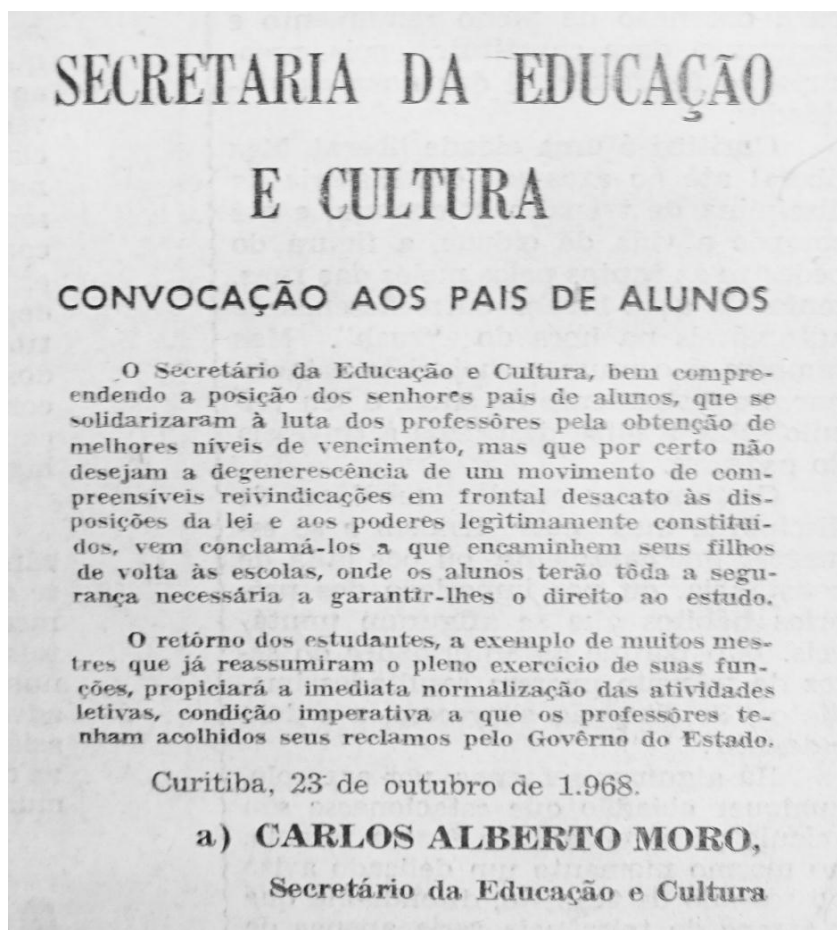 SECRETARIA DA EDUCAÇÃO
E CULTURA
CONVOCAÇÃO AOS PAIS DE ALUNOS
O Secretário da Educação e Cultura, bem compre-
endendo a posição dos senhores pais de alunos, que se
solidarizaram à luta dos professôres pela obtenção de
melhores níveis de vencimento, mas que por certo não
desejam a degenerescência de um movimento de com-
preensíveis reivindicações em frontal desacato às dis-
posições da lei e aos poderes legitimamente constituí-
dos, vem conclamá-los a que encaminhem seus filhos
de volta às escolas, onde os alunos terão tôda a segu-
rança necessária a garantir-lhes o direito ao estudo.
O retôrno dos estudantes, a exemplo de muitos mes-
tres que já reassumiram o pleno exercício de suas fun-
ções, propiciará a imediata normalização das atividades
letivas, condição imperativa a que os professôres te-
nham acolhidos seus reclamos pelo Govêrno do Estado.
Curitiba, 23 de outubro de 1.968.
a) CARLOS ALBERTO MORO,
Secretário da Educação e Cultura